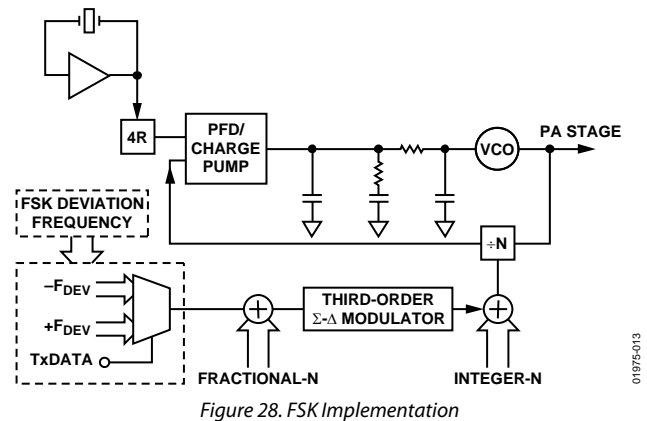 4R
PFD/
CHARGE
PUMP
VCO
PA STAGE
÷N
FSK DEVIATION
FREQUENCY
–FDEV
+FDEV
TxDATA
THIRD-ORDER
Σ-Δ MODULATOR
FRACTIONAL-N
INTEGER-N
01975-013
Figure 28. FSK Implementation